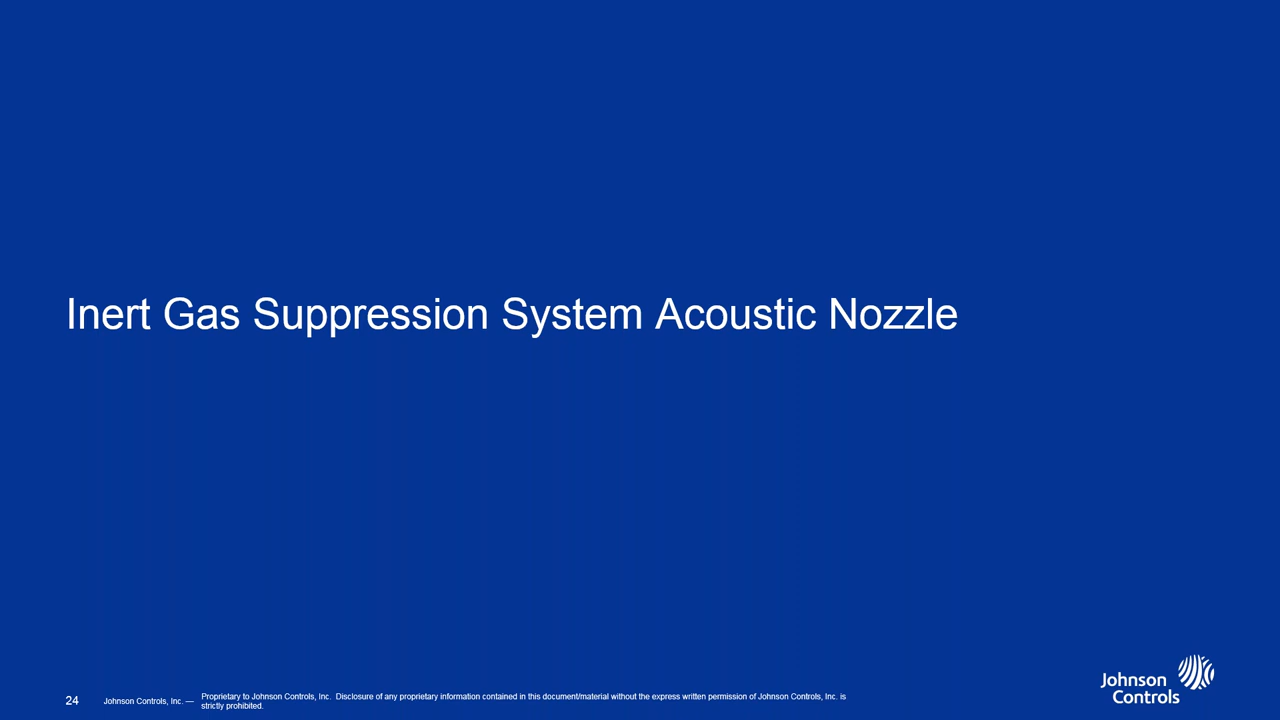 Inert Gas Suppression System Acoustic Nozzle
24
Johnson Controls, Inc. —
Proprietary to Johnson Controls, Inc.  Disclosure of any proprietary information contained in this document/material without the express written permission of Johnson Controls, Inc. is
strictly prohibited.
Johnson
Controls